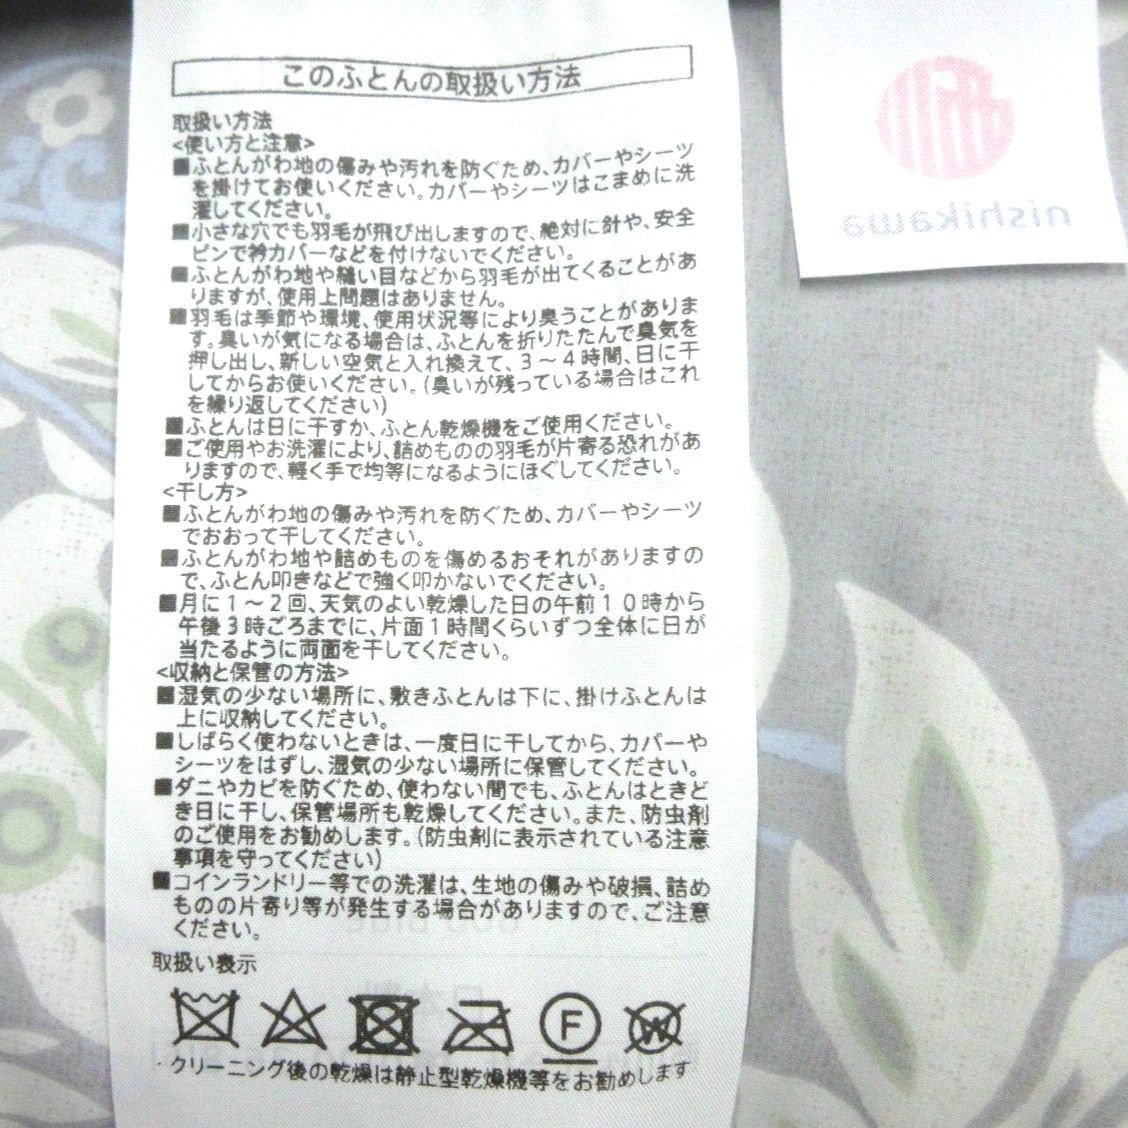 このふとんの取扱い方法
取扱い方法
<使い方と注意>
■ふとんがわ地の傷みや汚れを防ぐため、カバーやシーツ
を掛けてお使いください。カバーやシーツはこまめに洗
濯してください。
■小さな穴でも羽毛が飛び出しますので、絶対に針や、安全
ピンで衿カバーなどを付けないでください。
■ふとんがわ地や縫い目などから羽毛が出てくることがあ
りますが、使用上問題はありません。
■羽毛は季節や環境、使用状況等により臭うことがありま
す。臭いが気になる場合は、ふとんを折りたたんで臭気を
押し出し、新しい空気と入れ換えて、3～4時間、日に干
してからお使いください。(臭いが残っている場合はこれ
を繰り返してください)
■ふとんは日に干すか、ふとん乾燥機をご使用ください。
■ご使用やお洗濯により、詰めものの羽毛が片寄る恐れがあ
りますので、軽く手で均等になるようにほぐしてください。
<干し方>
■ふとんがわ地の傷みや汚れを防ぐため、カバーやシーツ
でおおって干してください。
■ふとんがわ地や詰めものを傷めるおそれがありますの
で、ふとん叩きなどで強く叩かないでください。
■月に1～2回、天気のよい乾燥した日の午前10時から
午後3時ごろまでに、片面1時間くらいずつ全体に日が
当たるように両面を干してください。
<収納と保管の方法>
■湿気の少ない場所に、敷きふとんは下に、掛けふとんは
上に収納してください。
■しばらく使わないときは、一度日に干してから、カバーや
シーツをはずし、湿気の少ない場所に保管してください。
■ダニやカビを防ぐため、使わない間でも、ふとんはときど
き日に干し、保管場所も乾燥してください。また、防虫剤
のご使用をお勧めします。(防虫剤に表示されている注意
事項を守ってください)
■コインランドリー等での洗濯は、生地の傷みや破損、詰め
ものの片寄り等が発生する場合がありますので、ご注意
ください。
取扱い表示
F W
・クリーニング後の乾燥は静止型乾燥機等をお勧めします
nishikawa